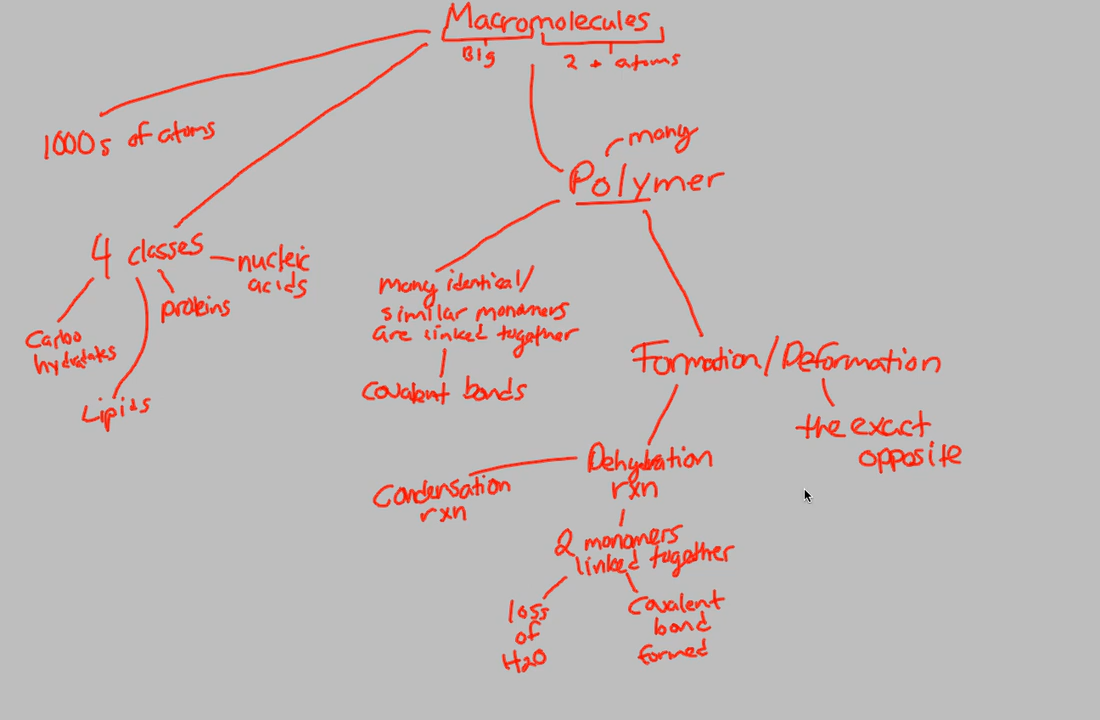 Macromolecules
Big
2 + atoms
1000s of atoms
many
Polymer
4 classes
nucleic
acids
proteins
Carbo
hydrates
Lipids
Many identical/
similar monomers
are linked together
Covalent bonds
Formation/Deformation
the exact
opposite
Dehydration
rxn
Condensation
rxn
2 monomers
linked together
loss
of
H2O
Covalent
bond
formed